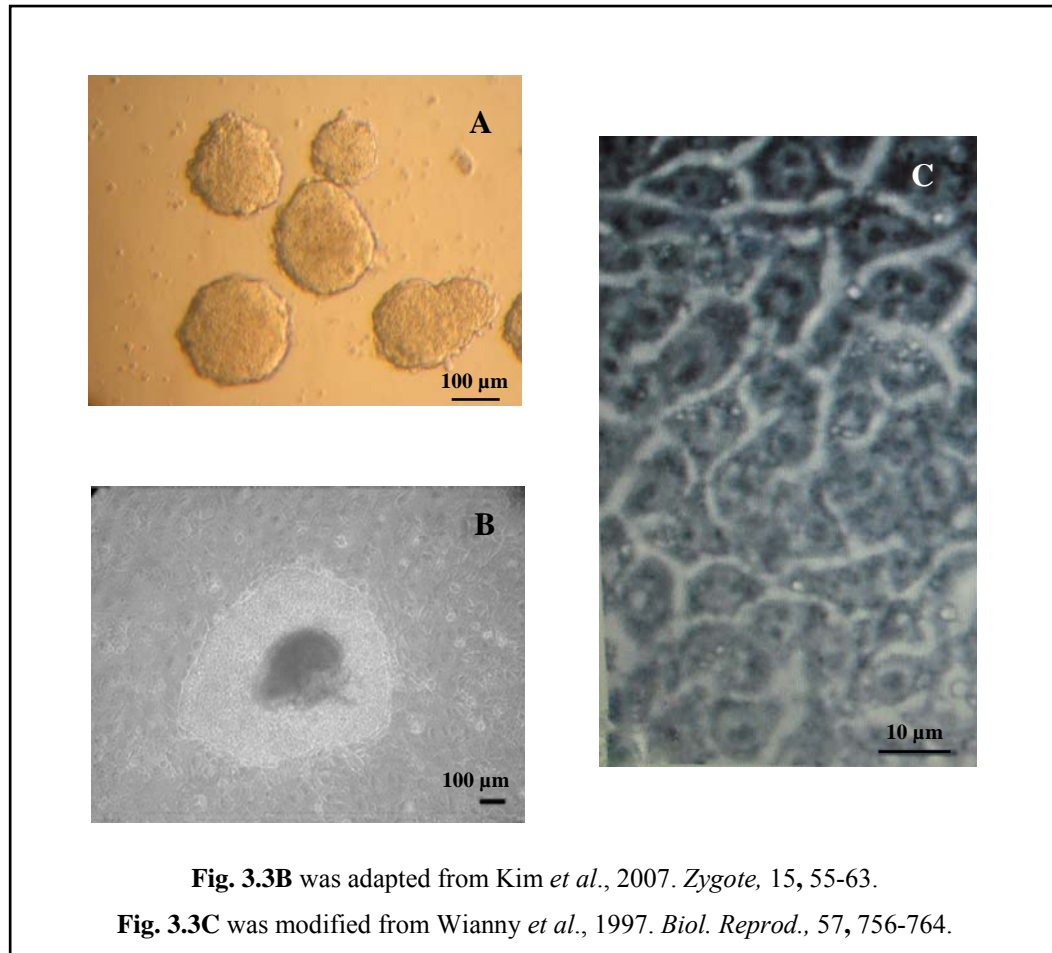 A
100 µm
B
100 µm
C
10 µm
Fig. 3.3B was adapted from Kim et al., 2007. Zygote, 15, 55-63.
Fig. 3.3C was modified from Wianny et al., 1997. Biol. Reprod., 57, 756-764.